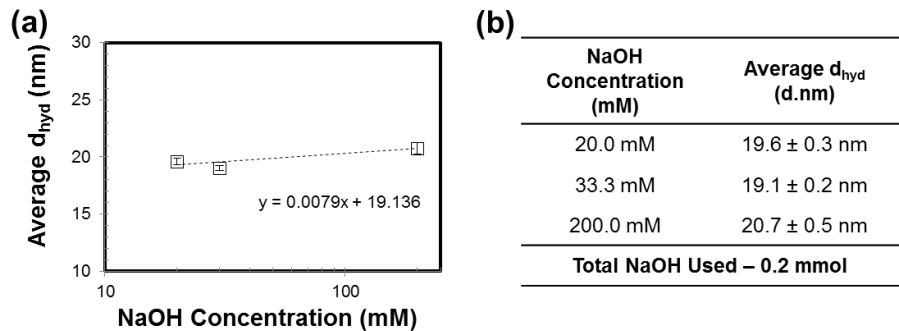 (a)
30
25
20
15
10
Average dhyd (nm)
y = 0.0079x + 19.136
10
100
NaOH Concentration (mM)
(b)
NaOH
Concentration
(mM)
Average dhyd
(d.nm)
20.0 mM 19.6 ± 0.3 nm
33.3 mM 19.1 ± 0.2 nm
200.0 mM 20.7 ± 0.5 nm
Total NaOH Used – 0.2 mmol